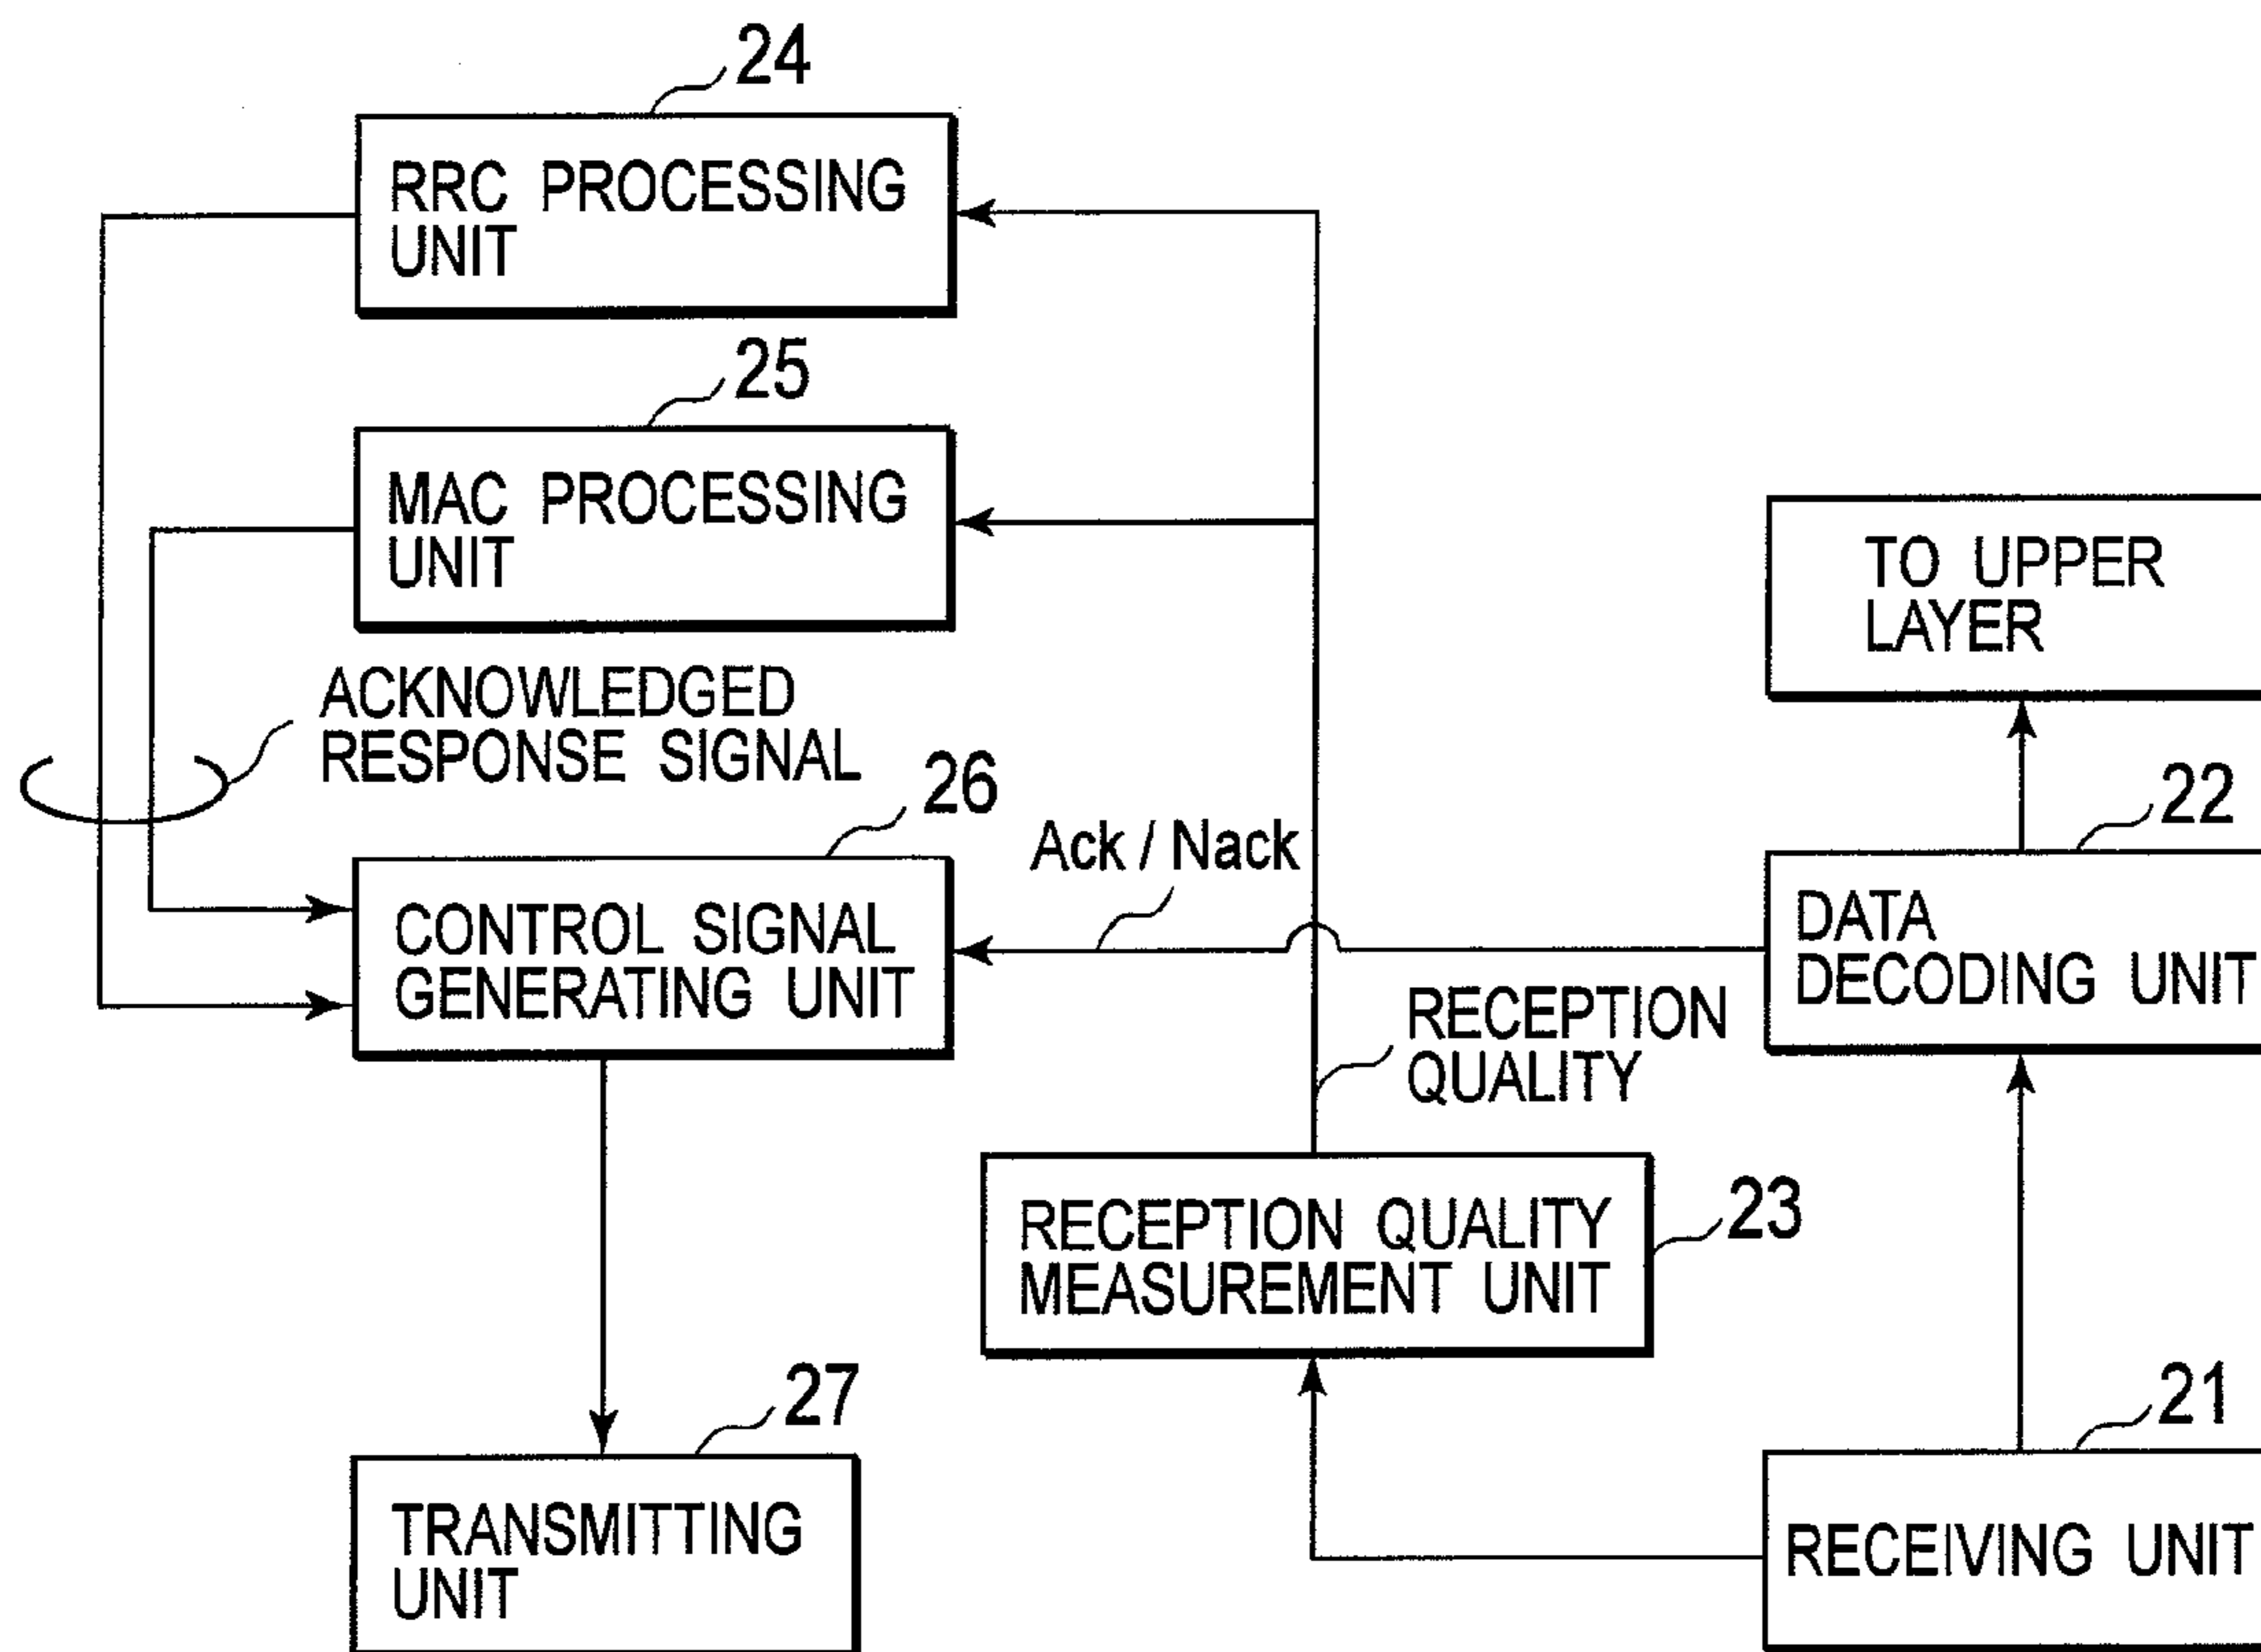 24
RRC PROCESSING
UNIT
25
MAC PROCESSING
UNIT
TO UPPER
LAYER
ACKNOWLEDGED
RESPONSE SIGNAL
26
Ack / Nack
22
CONTROL SIGNAL
GENERATING UNIT
DATA
DECODING UNIT
RECEPTION
QUALITY
RECEPTION QUALITY
MEASUREMENT UNIT
23
27
21
TRANSMITTING
UNIT
RECEIVING UNIT